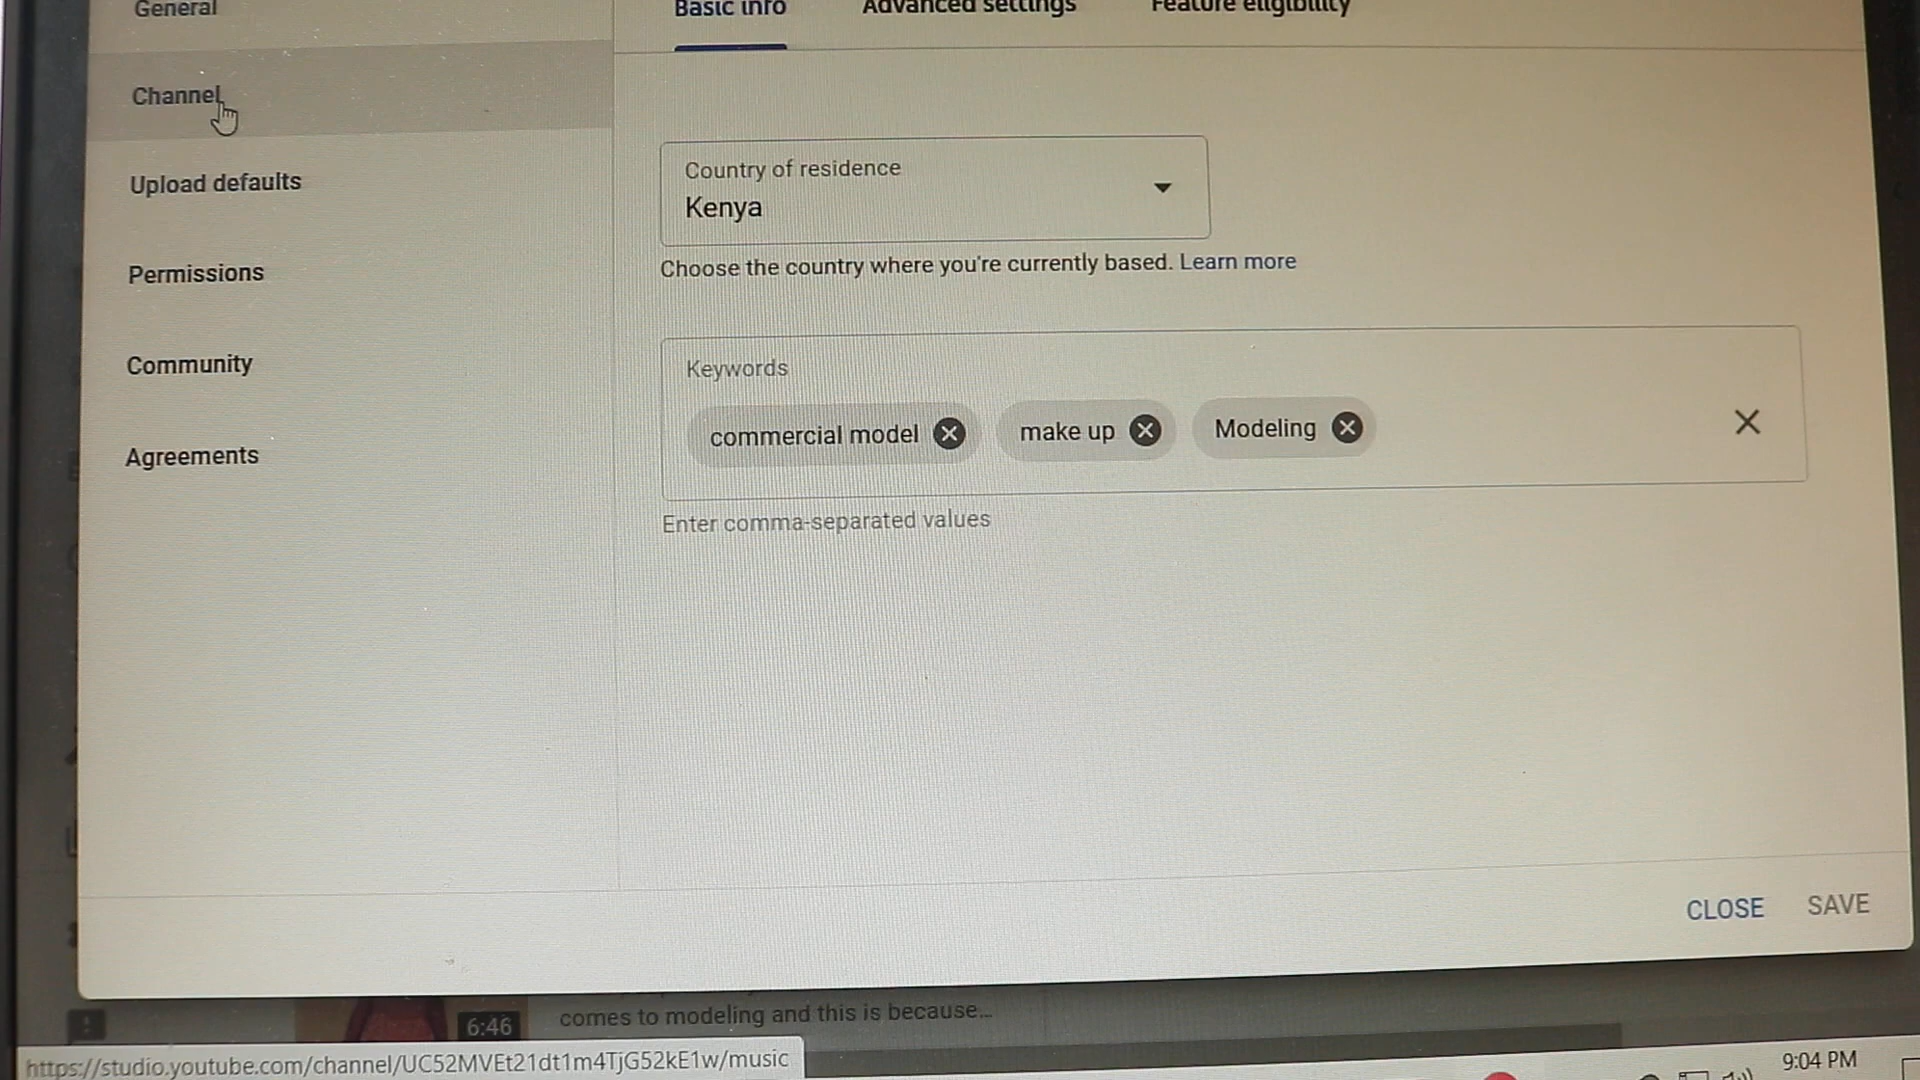 General
Basic info
Advanced settings
Feature eligibility
Channel
Upload defaults
Permissions
Community
Agreements
Country of residence
Kenya
Choose the country where you're currently based. Learn more
Keywords
commercial model
make up
Modeling
Enter comma-separated values
CLOSE
SAVE
6:46
comes to modeling and this is because...
https://studio.youtube.com/channel/UC52MVEt21dt1m4TjG52kE1w/music
9:04 PM